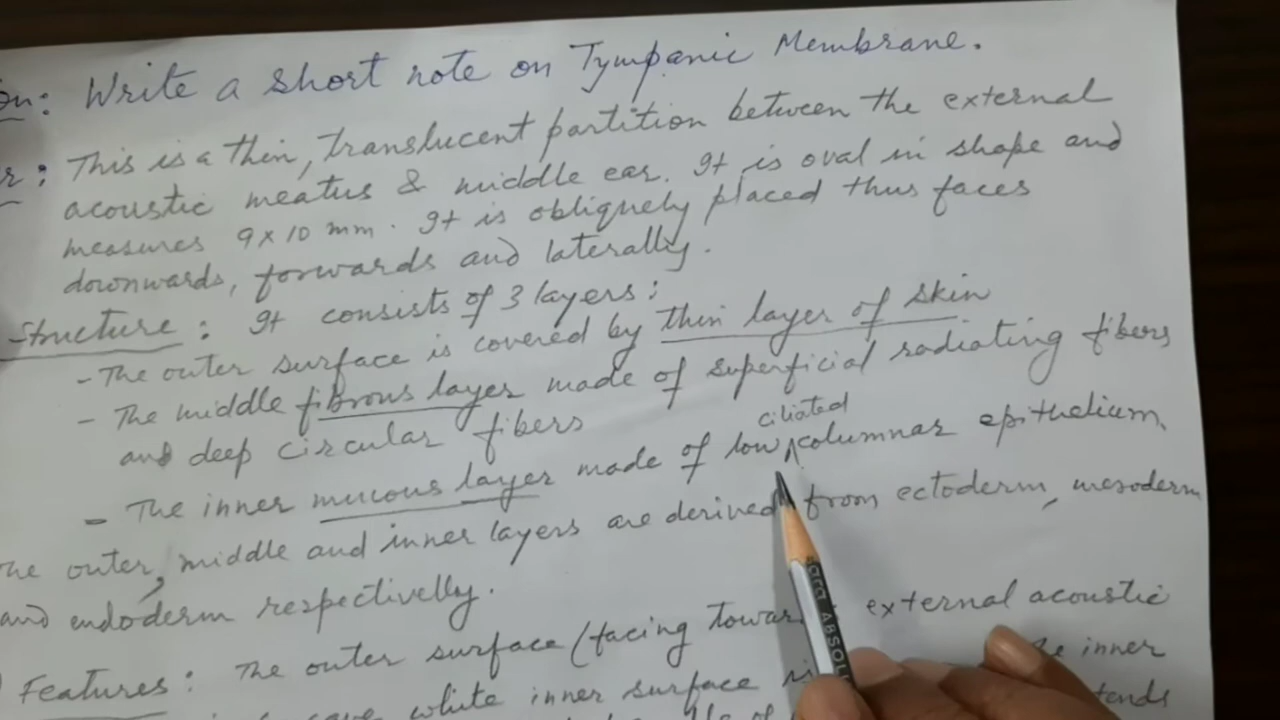 on: Write a short note on Tympanic Membrane.
r: This is a thin, translucent partition between the external
acoustic meatus & middle ear. It is oval in shape and
measures 9x10 mm. It is obliquely placed thus faces
downwards, forwards and laterally.
Structure: It consists of 3 layers:
- The outer surface is covered by thin layer of skin
- The middle fibrous layer made of superficial radiating fibers
and deep circular fibers
ciliated
- The inner mucous layer made of low columnar epithelium.
The outer, middle and inner layers are derived from ectoderm, mesoderm
and endoderm respectivelly.
Features: The outer surface (facing towar external acoustic
white inner surface inner
tends